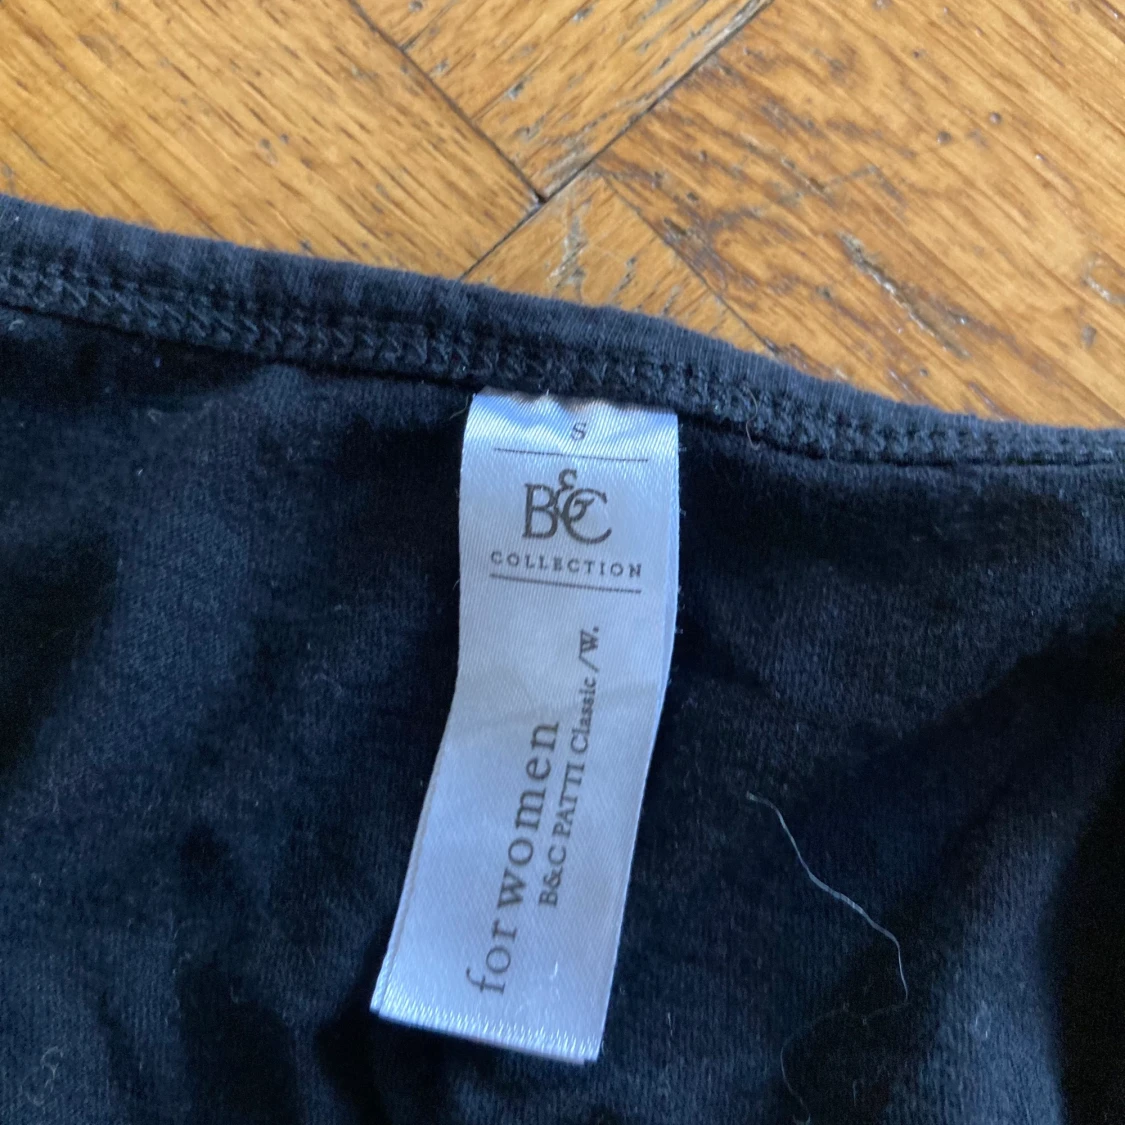 S
B&C
COLLECTION
for women
B&C PATTI Classic /W.